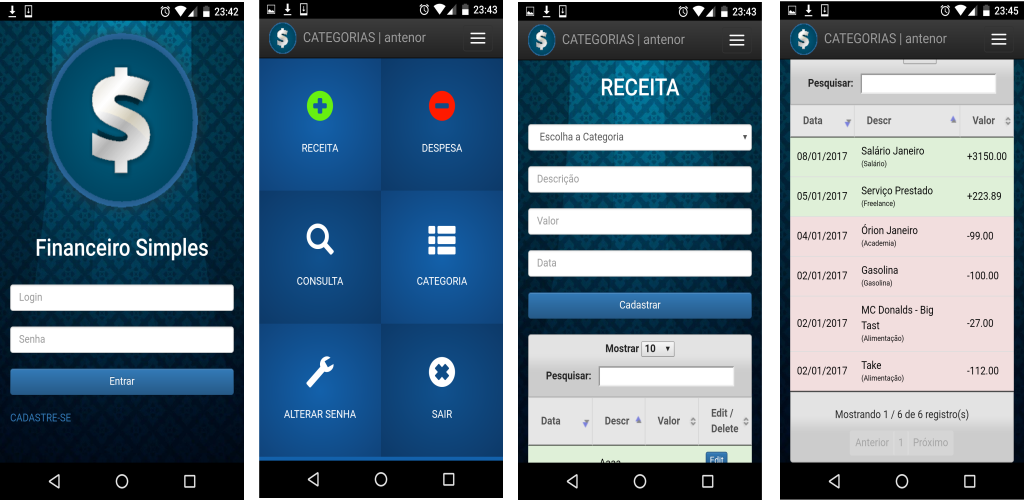 23:42
$
Financeiro Simples
Login
Senha
Entrar
CADASTRE-SE
23:43
$ CATEGORIAS | antenor
RECEITA
DESPESA
CONSULTA
CATEGORIA
ALTERAR SENHA
SAIR
23:43
$ CATEGORIAS | antenor
RECEITA
Escolha a Categoria
Descrição
Valor
Data
Cadastrar
Mostrar 10
Pesquisar:
Data Descr Valor Edit /
Delete
Edit
23:45
$ CATEGORIAS | antenor
Pesquisar:
Data Descr Valor
08/01/2017 Salário Janeiro +3150.00
(Salário)
05/01/2017 Serviço Prestado +223.89
(Freelance)
04/01/2017 Órion Janeiro -99.00
(Academia)
02/01/2017 Gasolina -100.00
(Gasolina)
02/01/2017 MC Donalds - Big -27.00
Tast
(Alimentação)
02/01/2017 Take -112.00
(Alimentação)
Mostrando 1 / 6 de 6 registro(s)
Anterior 1 Próximo